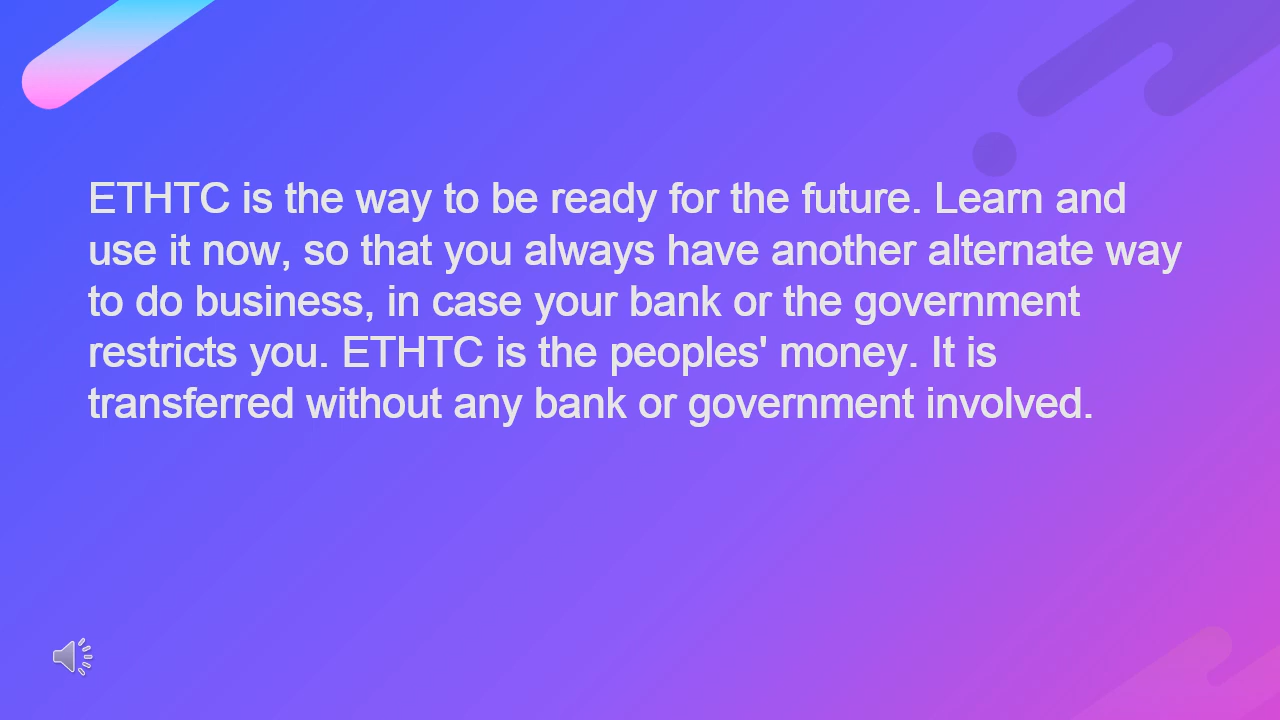 ETHTC is the way to be ready for the future. Learn and
use it now, so that you always have another alternate way
to do business, in case your bank or the government
restricts you. ETHTC is the peoples' money. It is
transferred without any bank or government involved.